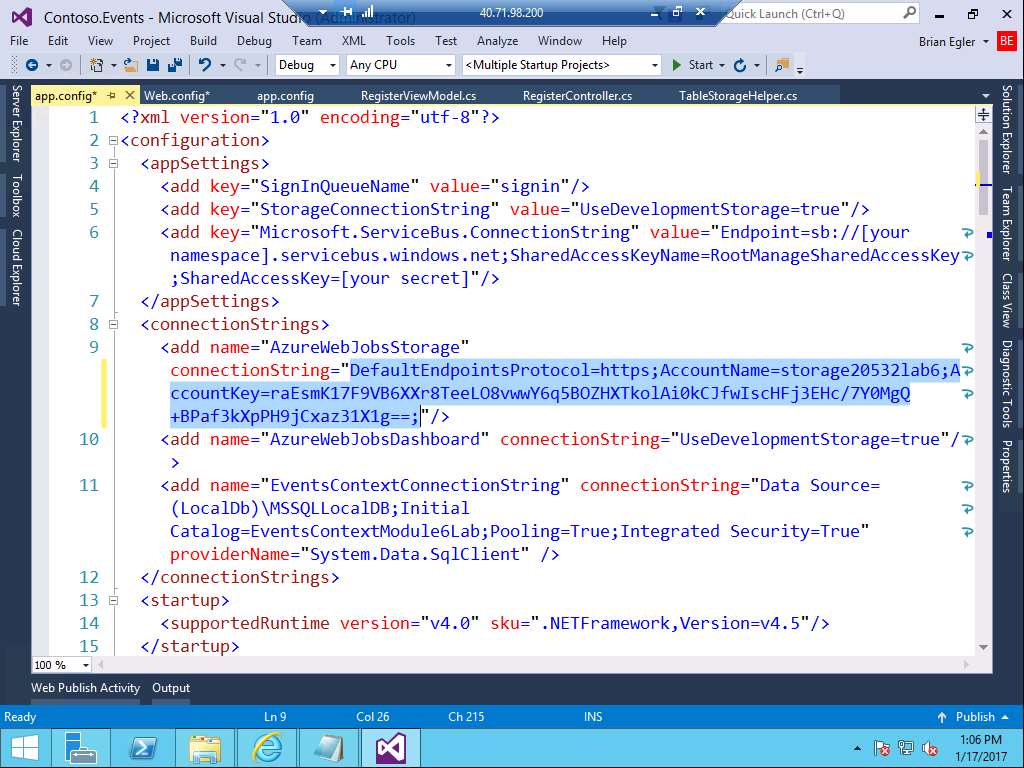 Contoso.Events - Microsoft Visual Studio (Administrator)
40.71.98.200
Quick Launch (Ctrl+Q)
File Edit View Project Build Debug Team XML Tools Test Analyze Window Help
Brian Egler BE
Debug Any CPU <Multiple Startup Projects> Start
app.config* Web.config* app.config RegisterViewModel.cs RegisterController.cs TableStorageHelper.cs
Server Explorer
Toolbox
Cloud Explorer
1 <?xml version="1.0" encoding="utf-8"?>
2 <configuration>
3 <appSettings>
4 <add key="SignInQueueName" value="signin"/>
5 <add key="StorageConnectionString" value="UseDevelopmentStorage=true"/>
6 <add key="Microsoft.ServiceBus.ConnectionString" value="Endpoint=sb://[your
namespace].servicebus.windows.net;SharedAccessKeyName=RootManageSharedAccessKey
;SharedAccessKey=[your secret]"/>
7 </appSettings>
8 <connectionStrings>
9 <add name="AzureWebJobsStorage"
connectionString="DefaultEndpointsProtocol=https;AccountName=storage20532lab6;A
ccountKey=raEsmK17F9VB6XXr8TeeLO8vwwY6q5BOZHXTkolAi0kCJfwIscHFj3EHc/7Y0MgQ
+BPaf3kXpPH9jCxaz31X1g==;"/>
10 <add name="AzureWebJobsDashboard" connectionString="UseDevelopmentStorage=true"/
>
11 <add name="EventsContextConnectionString" connectionString="Data Source=
(LocalDb)\MSSQLLocalDB;Initial
Catalog=EventsContextModule6Lab;Pooling=True;Integrated Security=True"
providerName="System.Data.SqlClient" />
12 </connectionStrings>
13 <startup>
14 <supportedRuntime version="v4.0" sku=".NETFramework,Version=v4.5"/>
15 </startup>
Solution Explorer
Team Explorer
Class View
Diagnostic Tools
Properties
100 %
Web Publish Activity Output
Ready Ln 9 Col 26 Ch 215 INS Publish
1:06 PM
1/17/2017